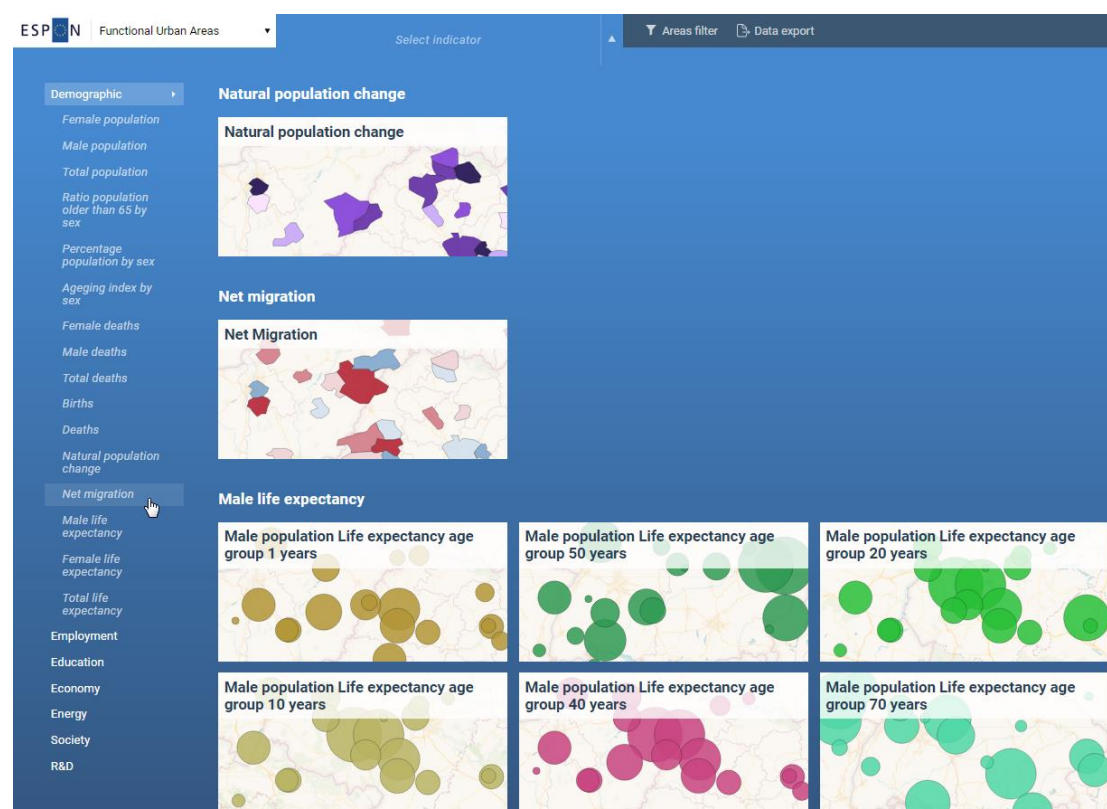 ESPON
Functional Urban Areas
Select indicator
Areas filter
Data export
Demographic
Female population
Male population
Total population
Ratio population
older than 65 by
sex
Percentage
population by sex
Ageging index by
sex
Female deaths
Male deaths
Total deaths
Births
Deaths
Natural population
change
Net migration
Male life
expectancy
Female life
expectancy
Total life
expectancy
Employment
Education
Economy
Energy
Society
R&D
Natural population change
Natural population change
Net migration
Net Migration
Male life expectancy
Male population Life expectancy age
group 1 years
Male population Life expectancy age
group 50 years
Male population Life expectancy age
group 20 years
Male population Life expectancy age
group 10 years
Male population Life expectancy age
group 40 years
Male population Life expectancy age
group 70 years